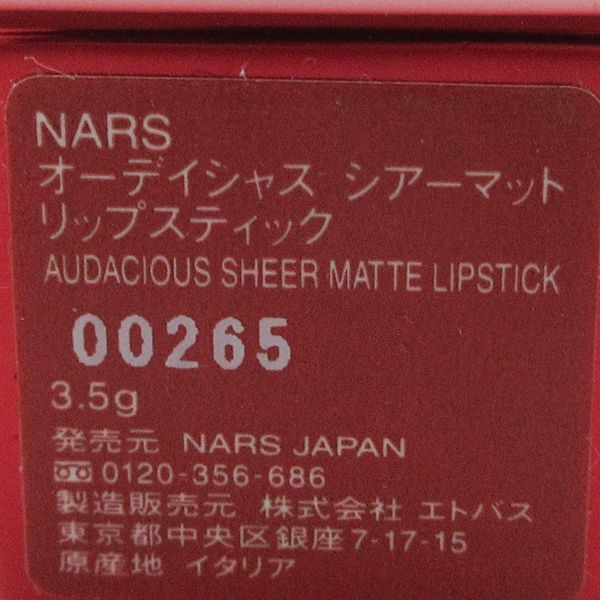 NARS
オーデイシャス シアーマット
リップスティック
AUDACIOUS SHEER MATTE LIPSTICK
00265
3.5g
発売元 NARS JAPAN
0120-356-686
製造販売元 株式会社 エトバス
東京都中央区銀座7-17-15
原産地 イタリア